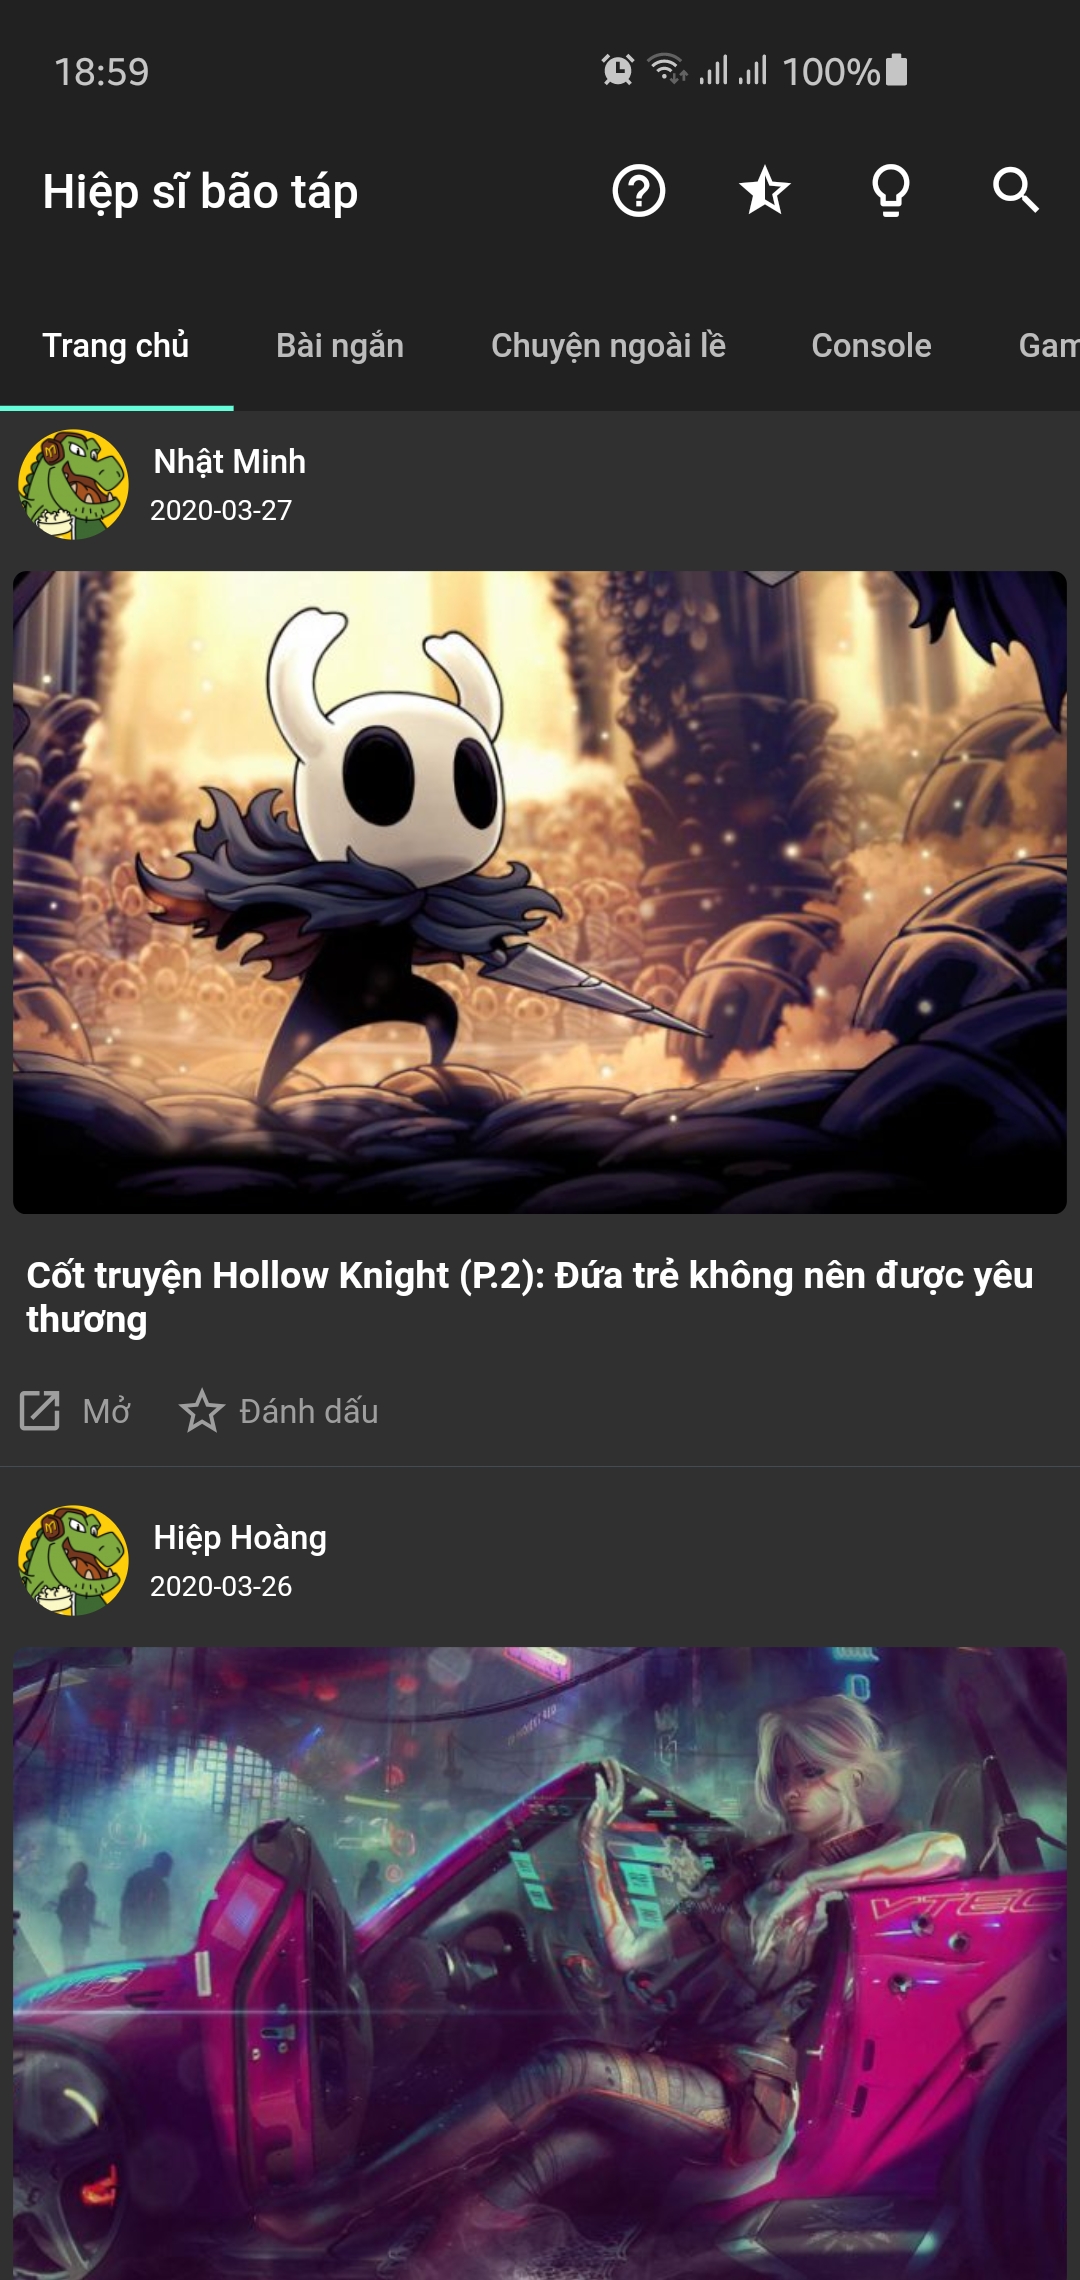 18:59
100%
Hiệp sĩ bão táp
Trang chủ
Bài ngắn
Chuyện ngoài lề
Console
Gam
Nhật Minh
2020-03-27
Cốt truyện Hollow Knight (P.2): Đứa trẻ không nên được yêu
thương
Mở
Đánh dấu
Hiệp Hoàng
2020-03-26
VTEC